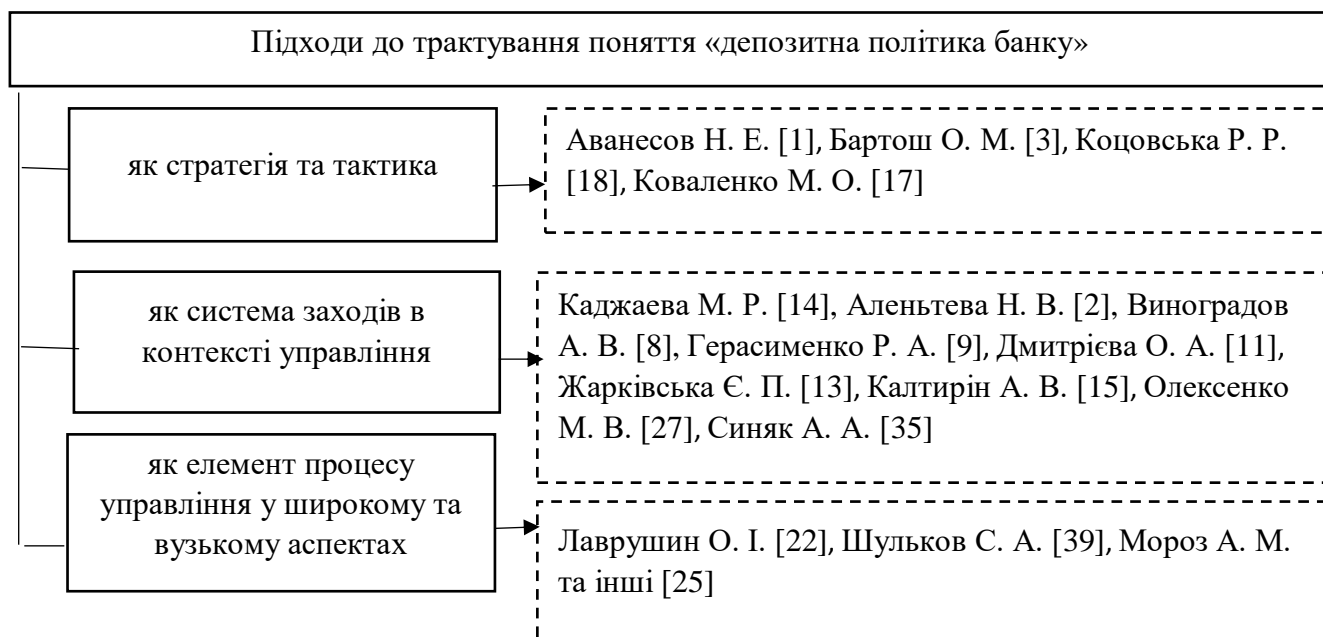 Підходи до трактування поняття «депозитна політика банку»
як стратегія та тактика
Аванесов Н. Е. [1], Бартош О. М. [3], Коцовська Р. Р.
[18], Коваленко М. О. [17]
як система заходів в
контексті управління
Каджаева М. Р. [14], Аленьтева Н. В. [2], Виноградов
А. В. [8], Герасименко Р. А. [9], Дмитрієва О. А. [11],
Жарківська Є. П. [13], Калтирін А. В. [15], Олексенко
М. В. [27], Синяк А. А. [35]
як елемент процесу
управління у широкому та
вузькому аспектах
Лаврушин О. І. [22], Шульков С. А. [39], Мороз А. М.
та інші [25]